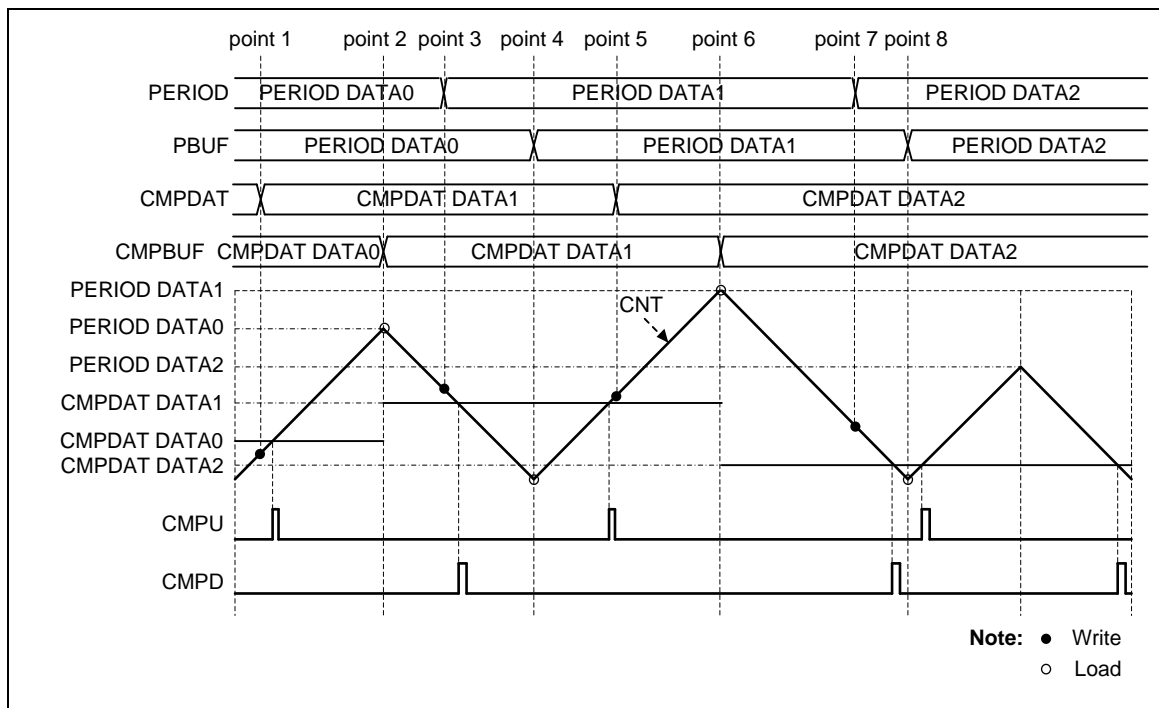 point 1 point 2 point 3 point 4 point 5 point 6 point 7 point 8
PERIOD PERIOD DATA0 PERIOD DATA1 PERIOD DATA2
PBUF PERIOD DATA0 PERIOD DATA1 PERIOD DATA2
CMPDAT CMPDAT DATA1 CMPDAT DATA2
CMPBUF CMPDAT DATA0 CMPDAT DATA1 CMPDAT DATA2
PERIOD DATA1
CNT
PERIOD DATA0
PERIOD DATA2
CMPDAT DATA1
CMPDAT DATA0
CMPDAT DATA2
CMPU
CMPD
Note: ● Write
○ Load